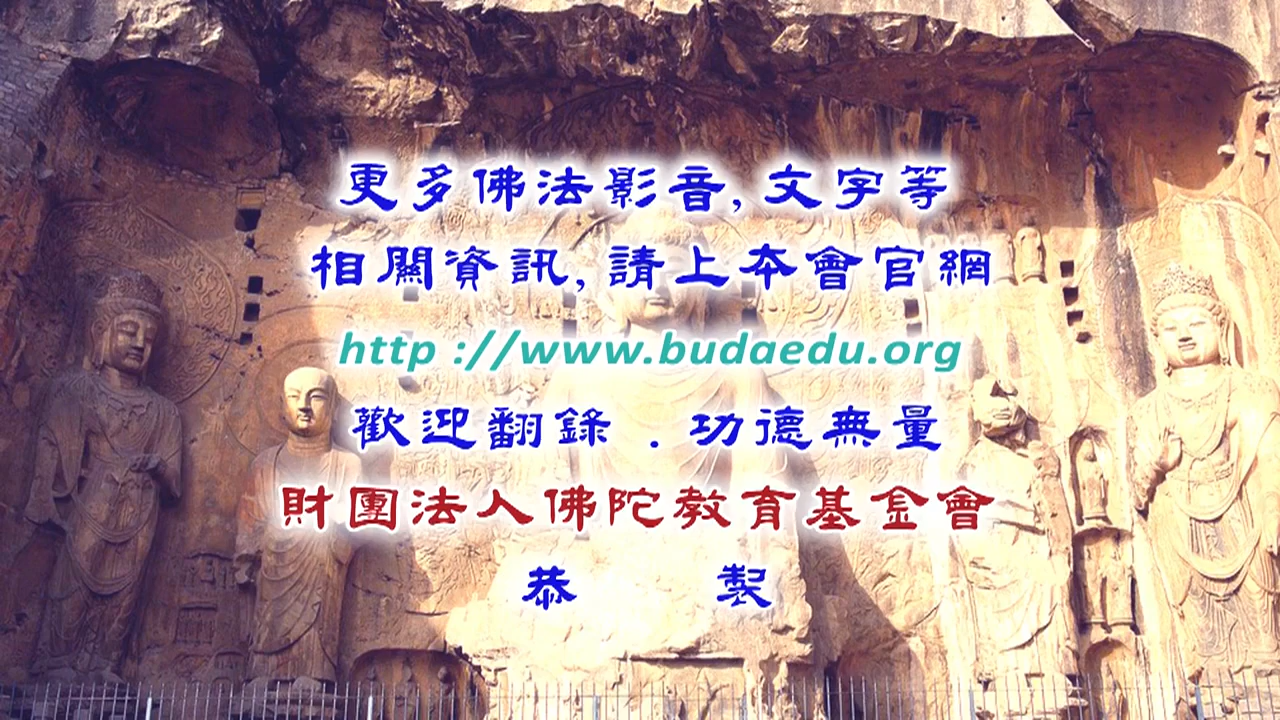 更多佛法影音,文字等
相關資訊,請上本會官網
http ://www.budaedu.org
歡迎翻錄 . 功德無量
財團法人佛陀教育基金會
恭 製